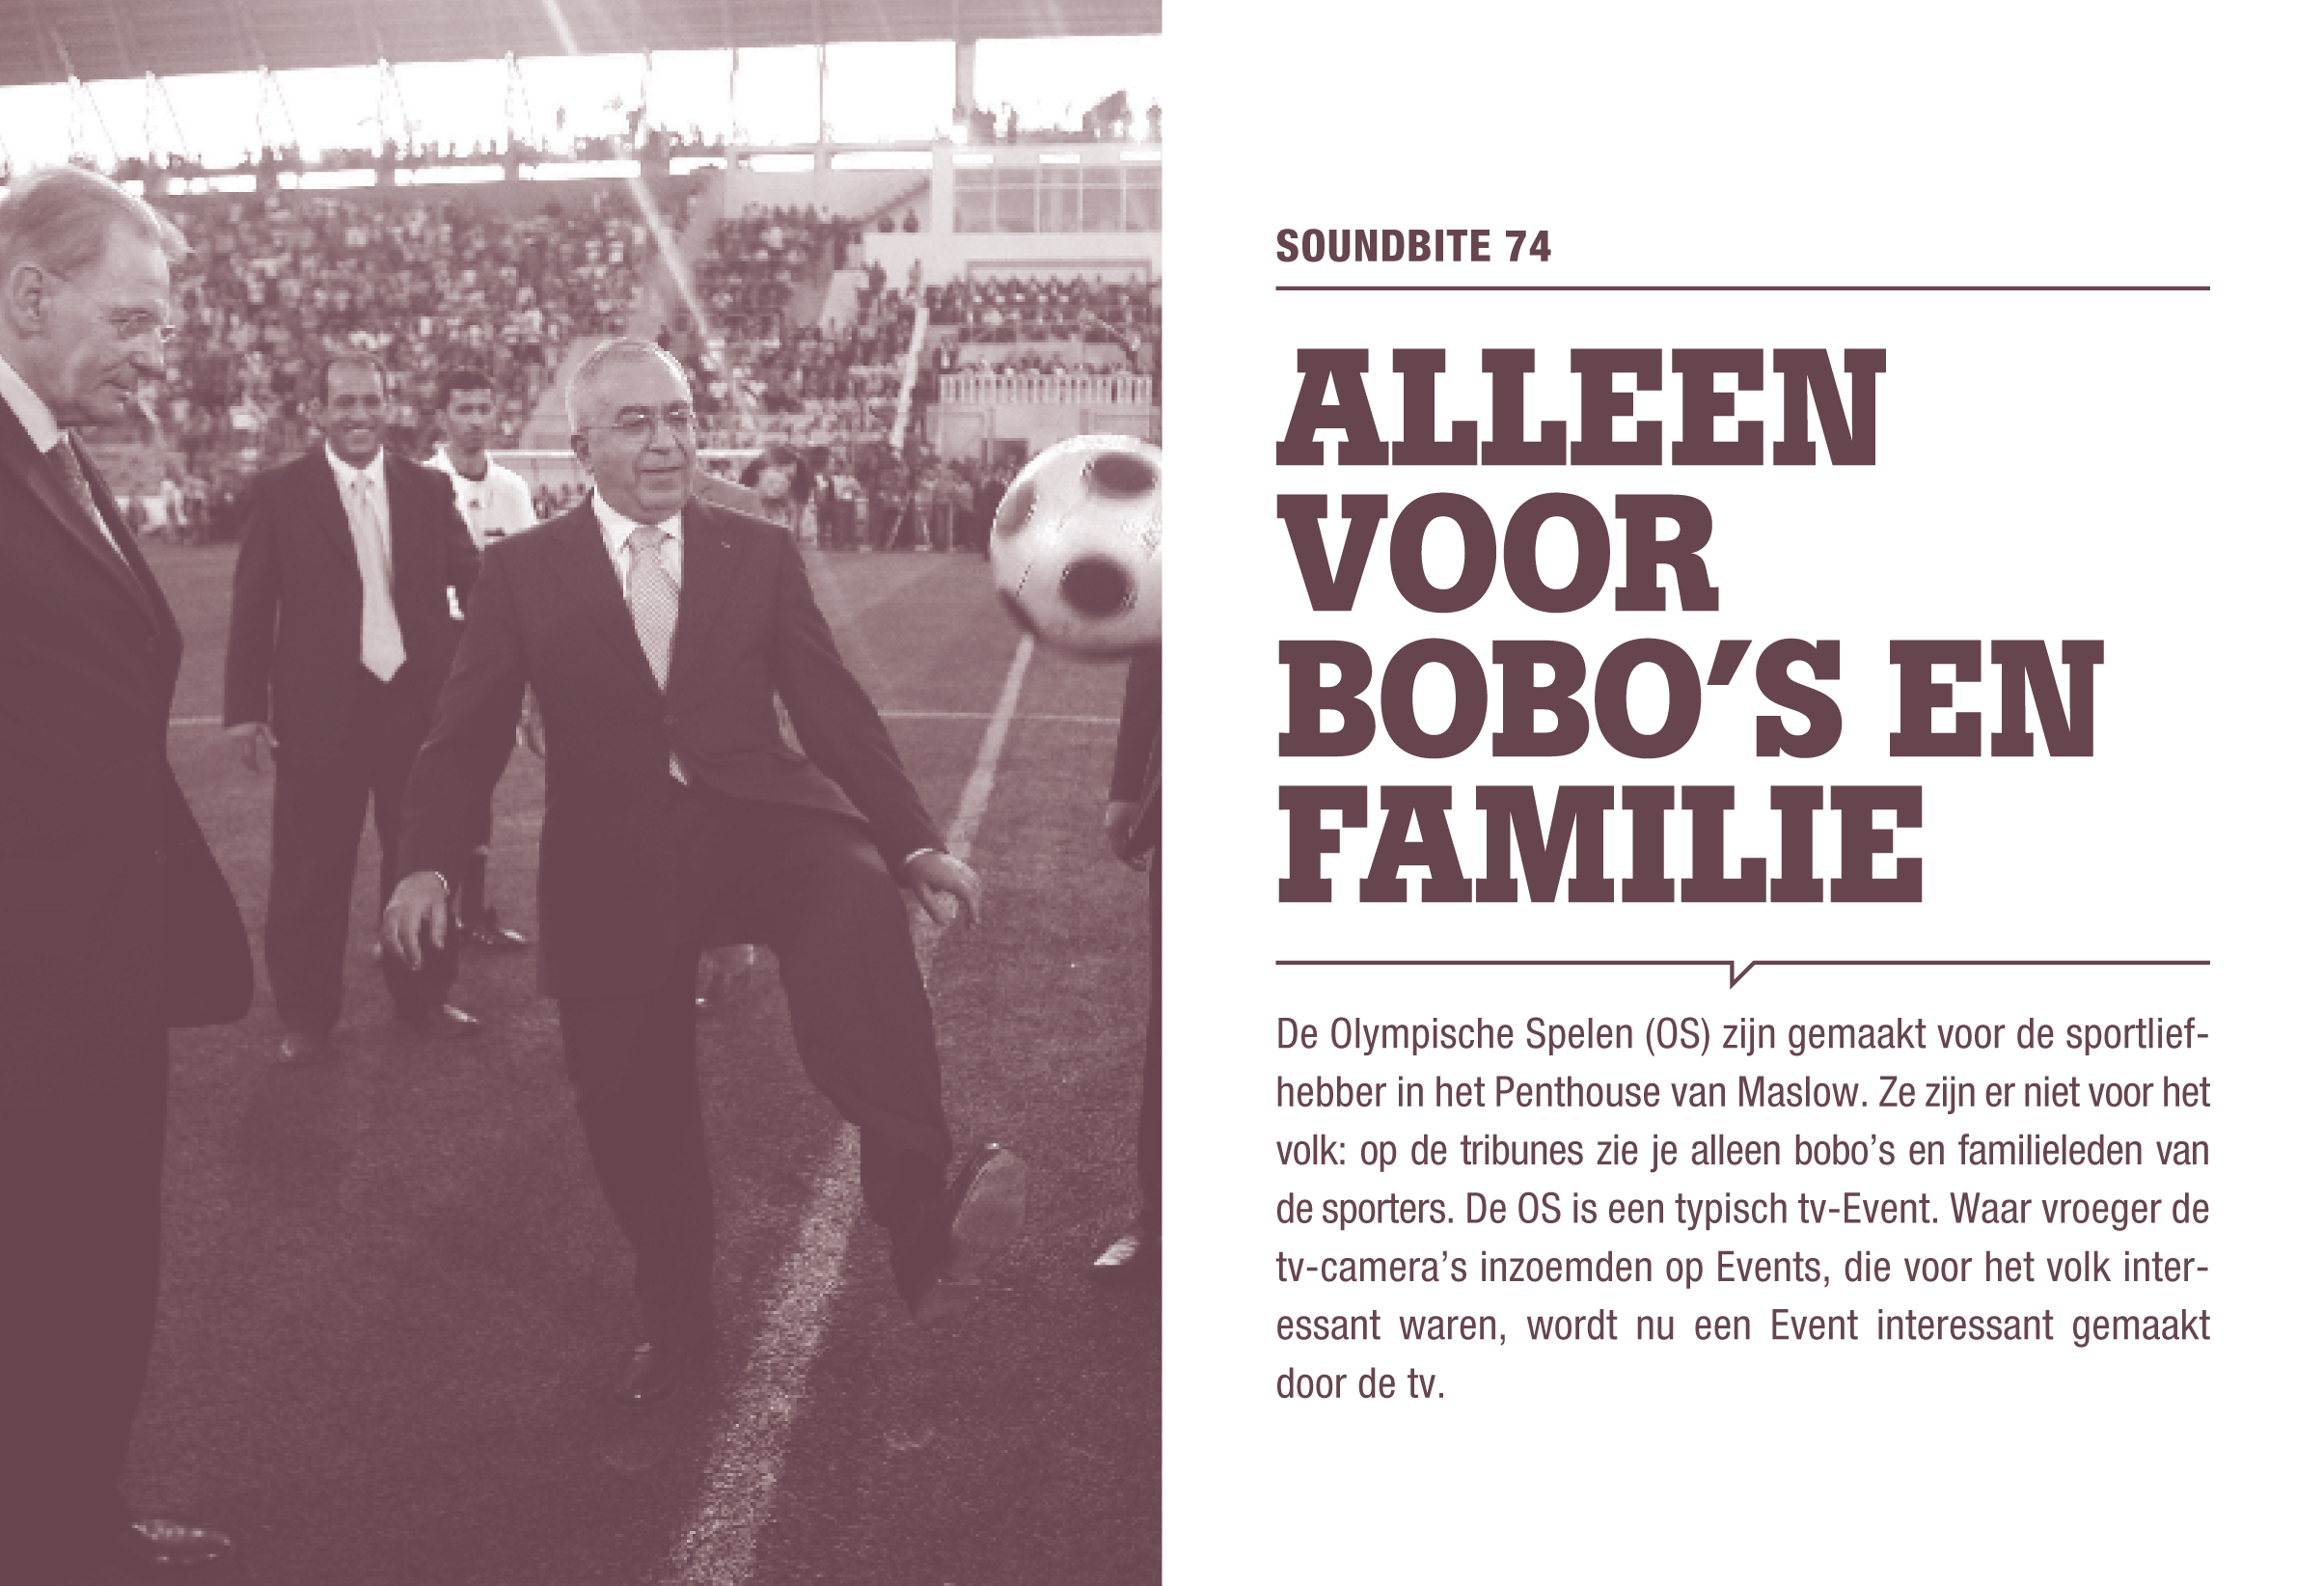 SOUNDBITE 74
ALLEEN
VOOR
BOBO’S EN
FAMILIE
De Olympische Spelen (OS) zijn gemaakt voor de sportlief-
hebber in het Penthouse van Maslow. Ze zijn er niet voor het
volk: op de tribunes zie je alleen bobo’s en familieleden van
de sporters. De OS is een typisch tv-Event. Waar vroeger de
tv-camera’s inzoemden op Events, die voor het volk inter-
essant waren, wordt nu een Event interessant gemaakt
door de tv.